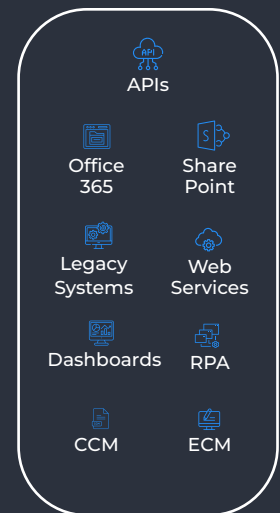 API
APIs
Office
365
Share
Point
Legacy
Systems
Web
Services
Dashboards
RPA
CCM
ECM